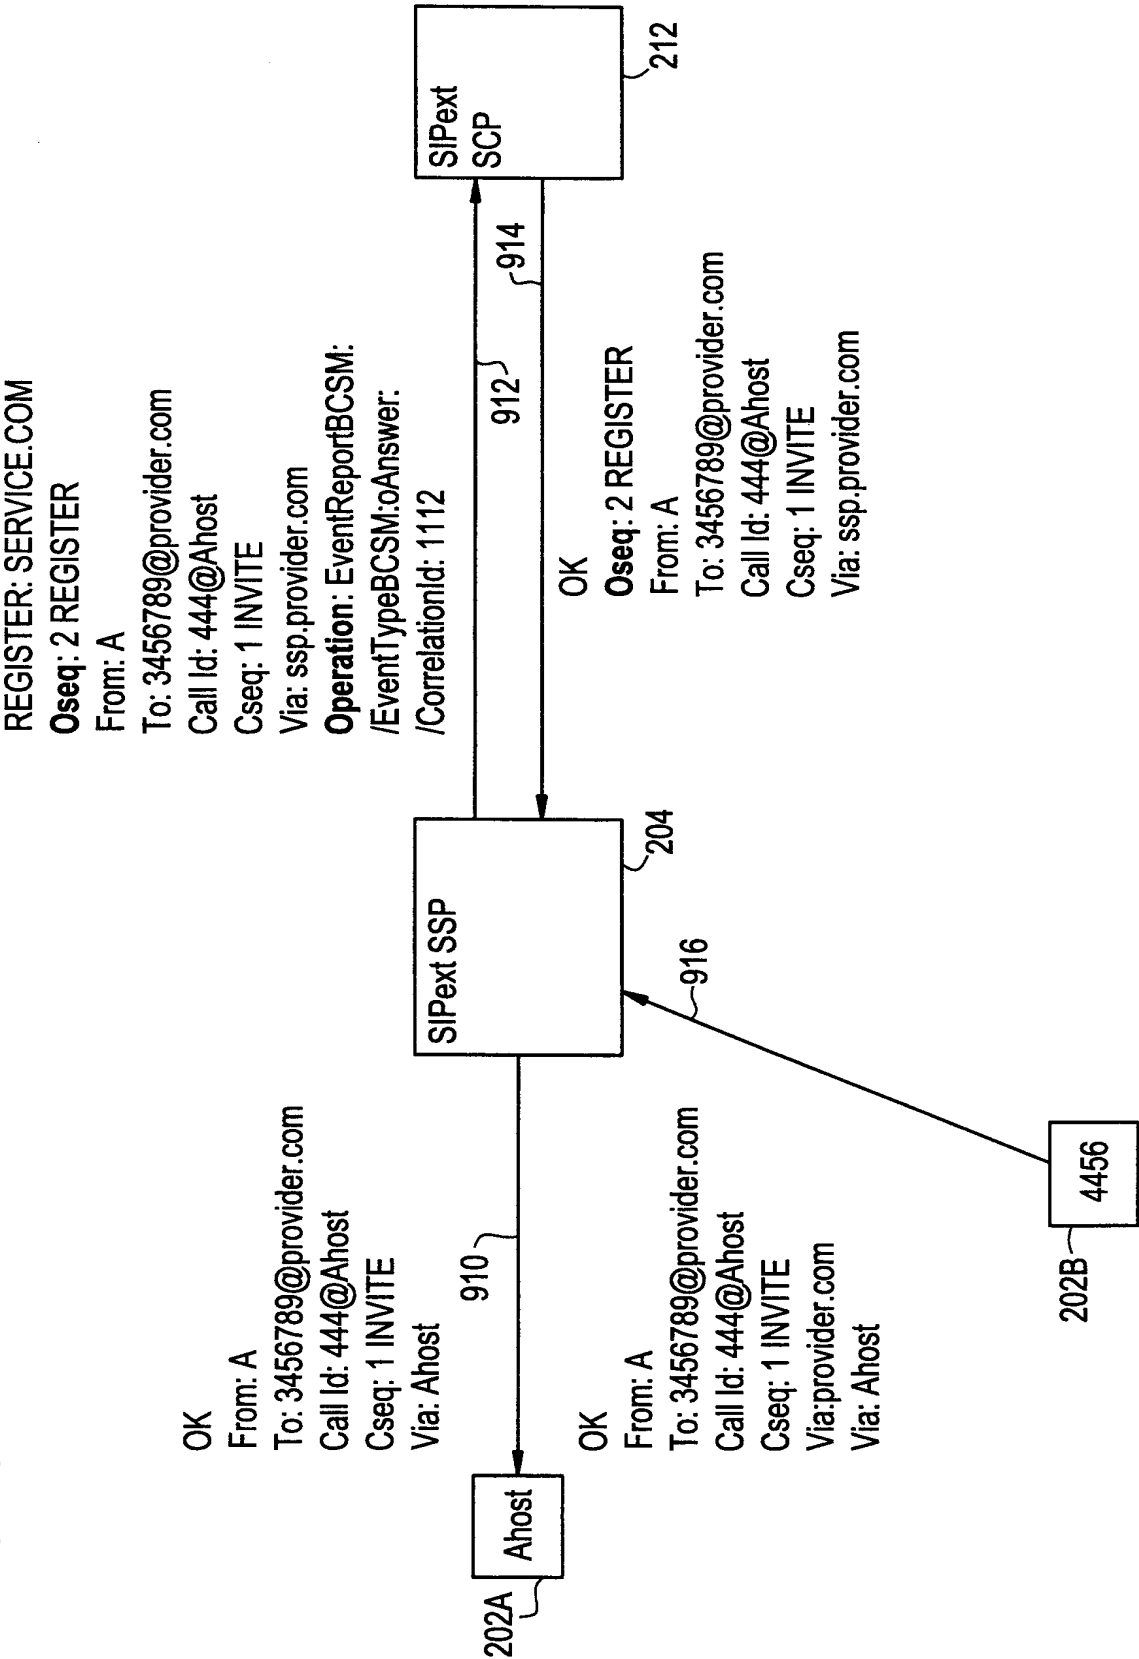 REGISTER: SERVICE.COM
Oseq: 2 REGISTER
From: A
To: 3456789@provider.com
Call Id: 444@Ahost
Cseq: 1 INVITE
Via: ssp.provider.com
Operation: EventReportBCSM:
/EventTypeBCSM:oAnswer:
/CorrelationId: 1112
OK
From: A
To: 3456789@provider.com
Call Id: 444@Ahost
Cseq: 1 INVITE
Via: Ahost
910
912
914
Ahost
202A
SIPext SSP
204
SIPext
SCP
212
OK
From: A
To: 3456789@provider.com
Call Id: 444@Ahost
Cseq: 1 INVITE
Via:provider.com
Via: Ahost
916
OK
Oseq: 2 REGISTER
From: A
To: 3456789@provider.com
Call Id: 444@Ahost
Cseq: 1 INVITE
Via: ssp.provider.com
4456
202B